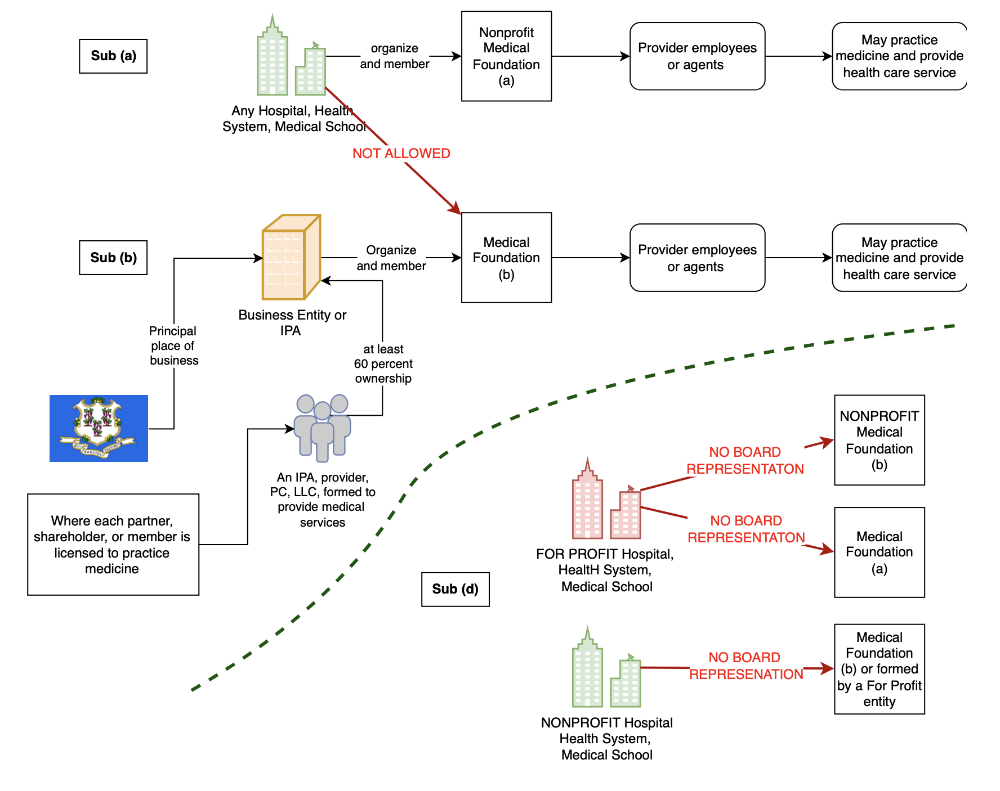 Sub (a)
organize
and member
Nonprofit
Medical
Foundation
(a)
Provider employees
or agents
May practice
medicine and provide
health care service
Any Hospital, Health
System, Medical School
NOT ALLOWED
Sub (b)
Organize
and member
Medical
Foundation
(b)
Provider employees
or agents
May practice
medicine and provide
health care service
Business Entity or
IPA
Principal
place of
business
at least
60 percent
ownership
QUI
TRANSTULIT
SUSTINET
An IPA, provider,
PC, LLC, formed to
provide medical
services
Where each partner,
shareholder, or member is
licensed to practice
medicine
Sub (d)
FOR PROFIT Hospital,
HealtH System,
Medical School
NO BOARD
REPRESENTATON
NONPROFIT
Medical
Foundation
(b)
NO BOARD
REPRESENTATON
Medical
Foundation
(a)
NONPROFIT Hospital
Health System,
Medical School
NO BOARD
REPRESENATION
Medical
Foundation
(b) or formed
by a For Profit
entity